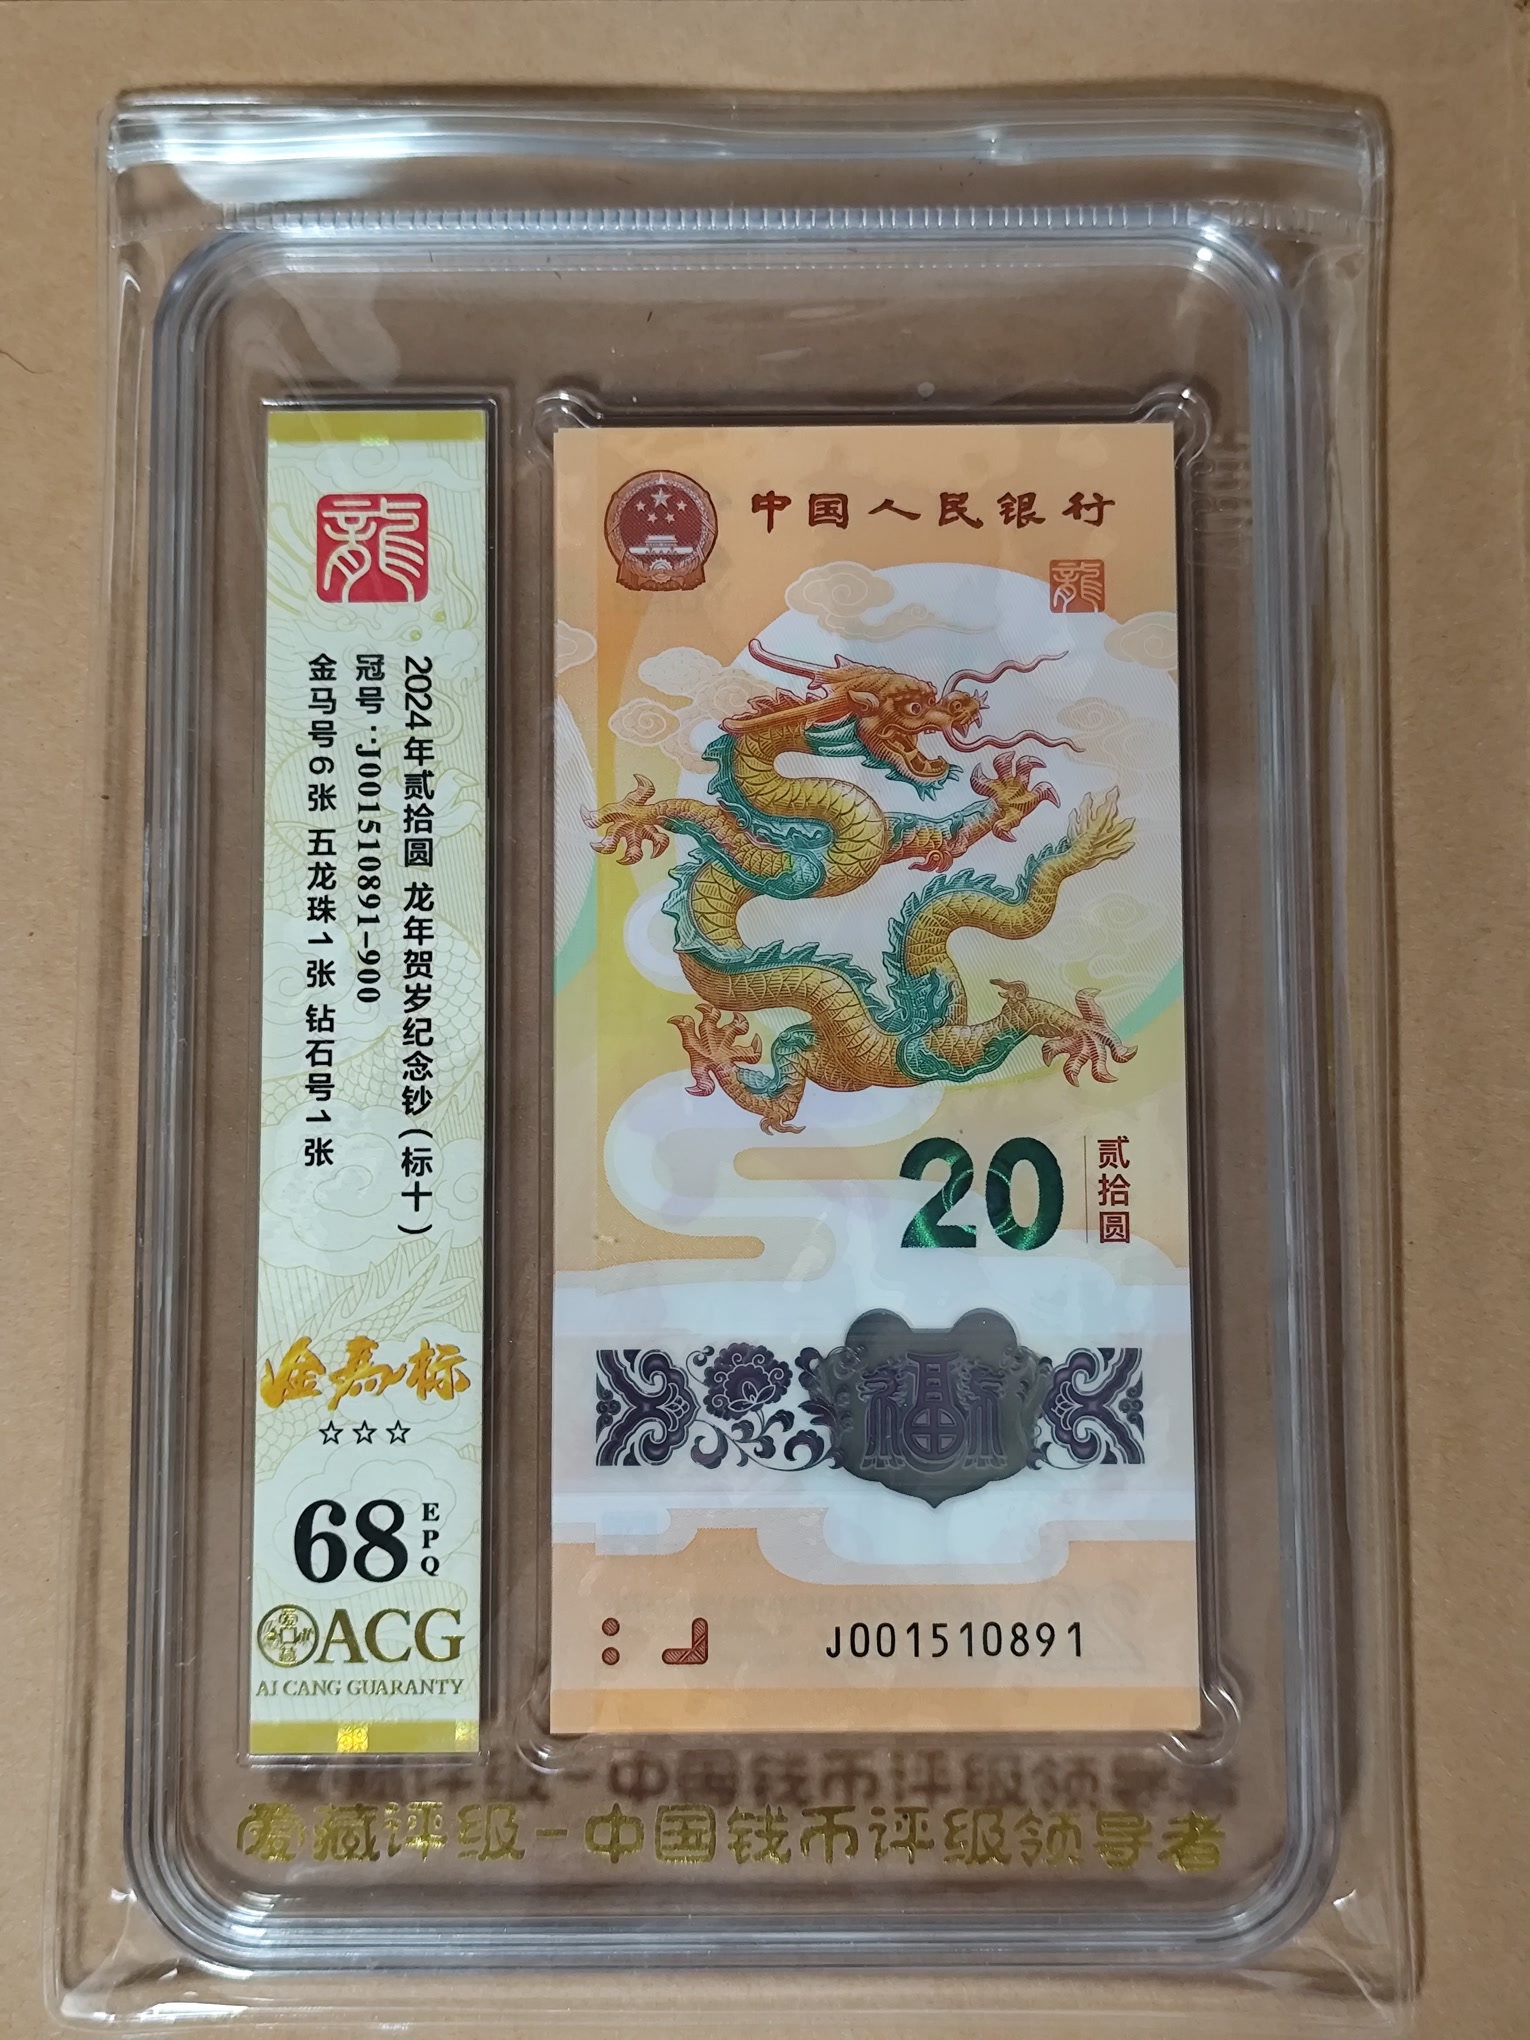 龍
2024年贰拾圆 龙年贺岁纪念钞(标十)
冠号:J001510891-900
金马号6张 五龙珠1张 钻石号1张
金马标
☆☆☆
68
EPQ
ACG
AI CANG GUARANTY
中国人民银行
龍
20
贰拾圆
福
J001510891
爱藏评级-中国钱币评级领导者